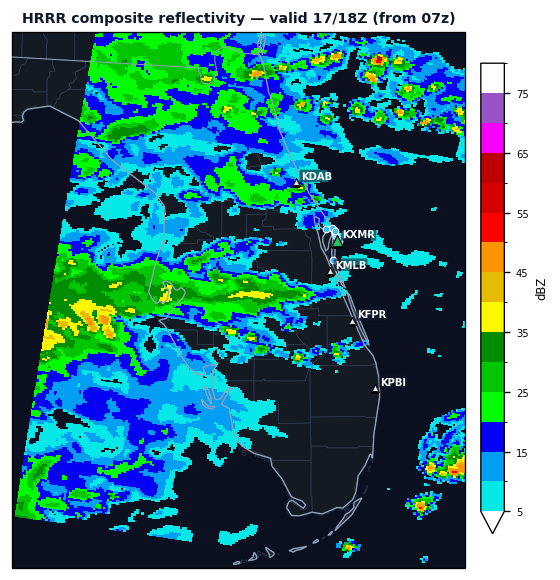 HRRR composite reflectivity — valid 17/18Z (from 07z)
KDAB
KXMR
KMLB
KFPR
KPBI
75
65
55
45
35
25
15
5
dBZ